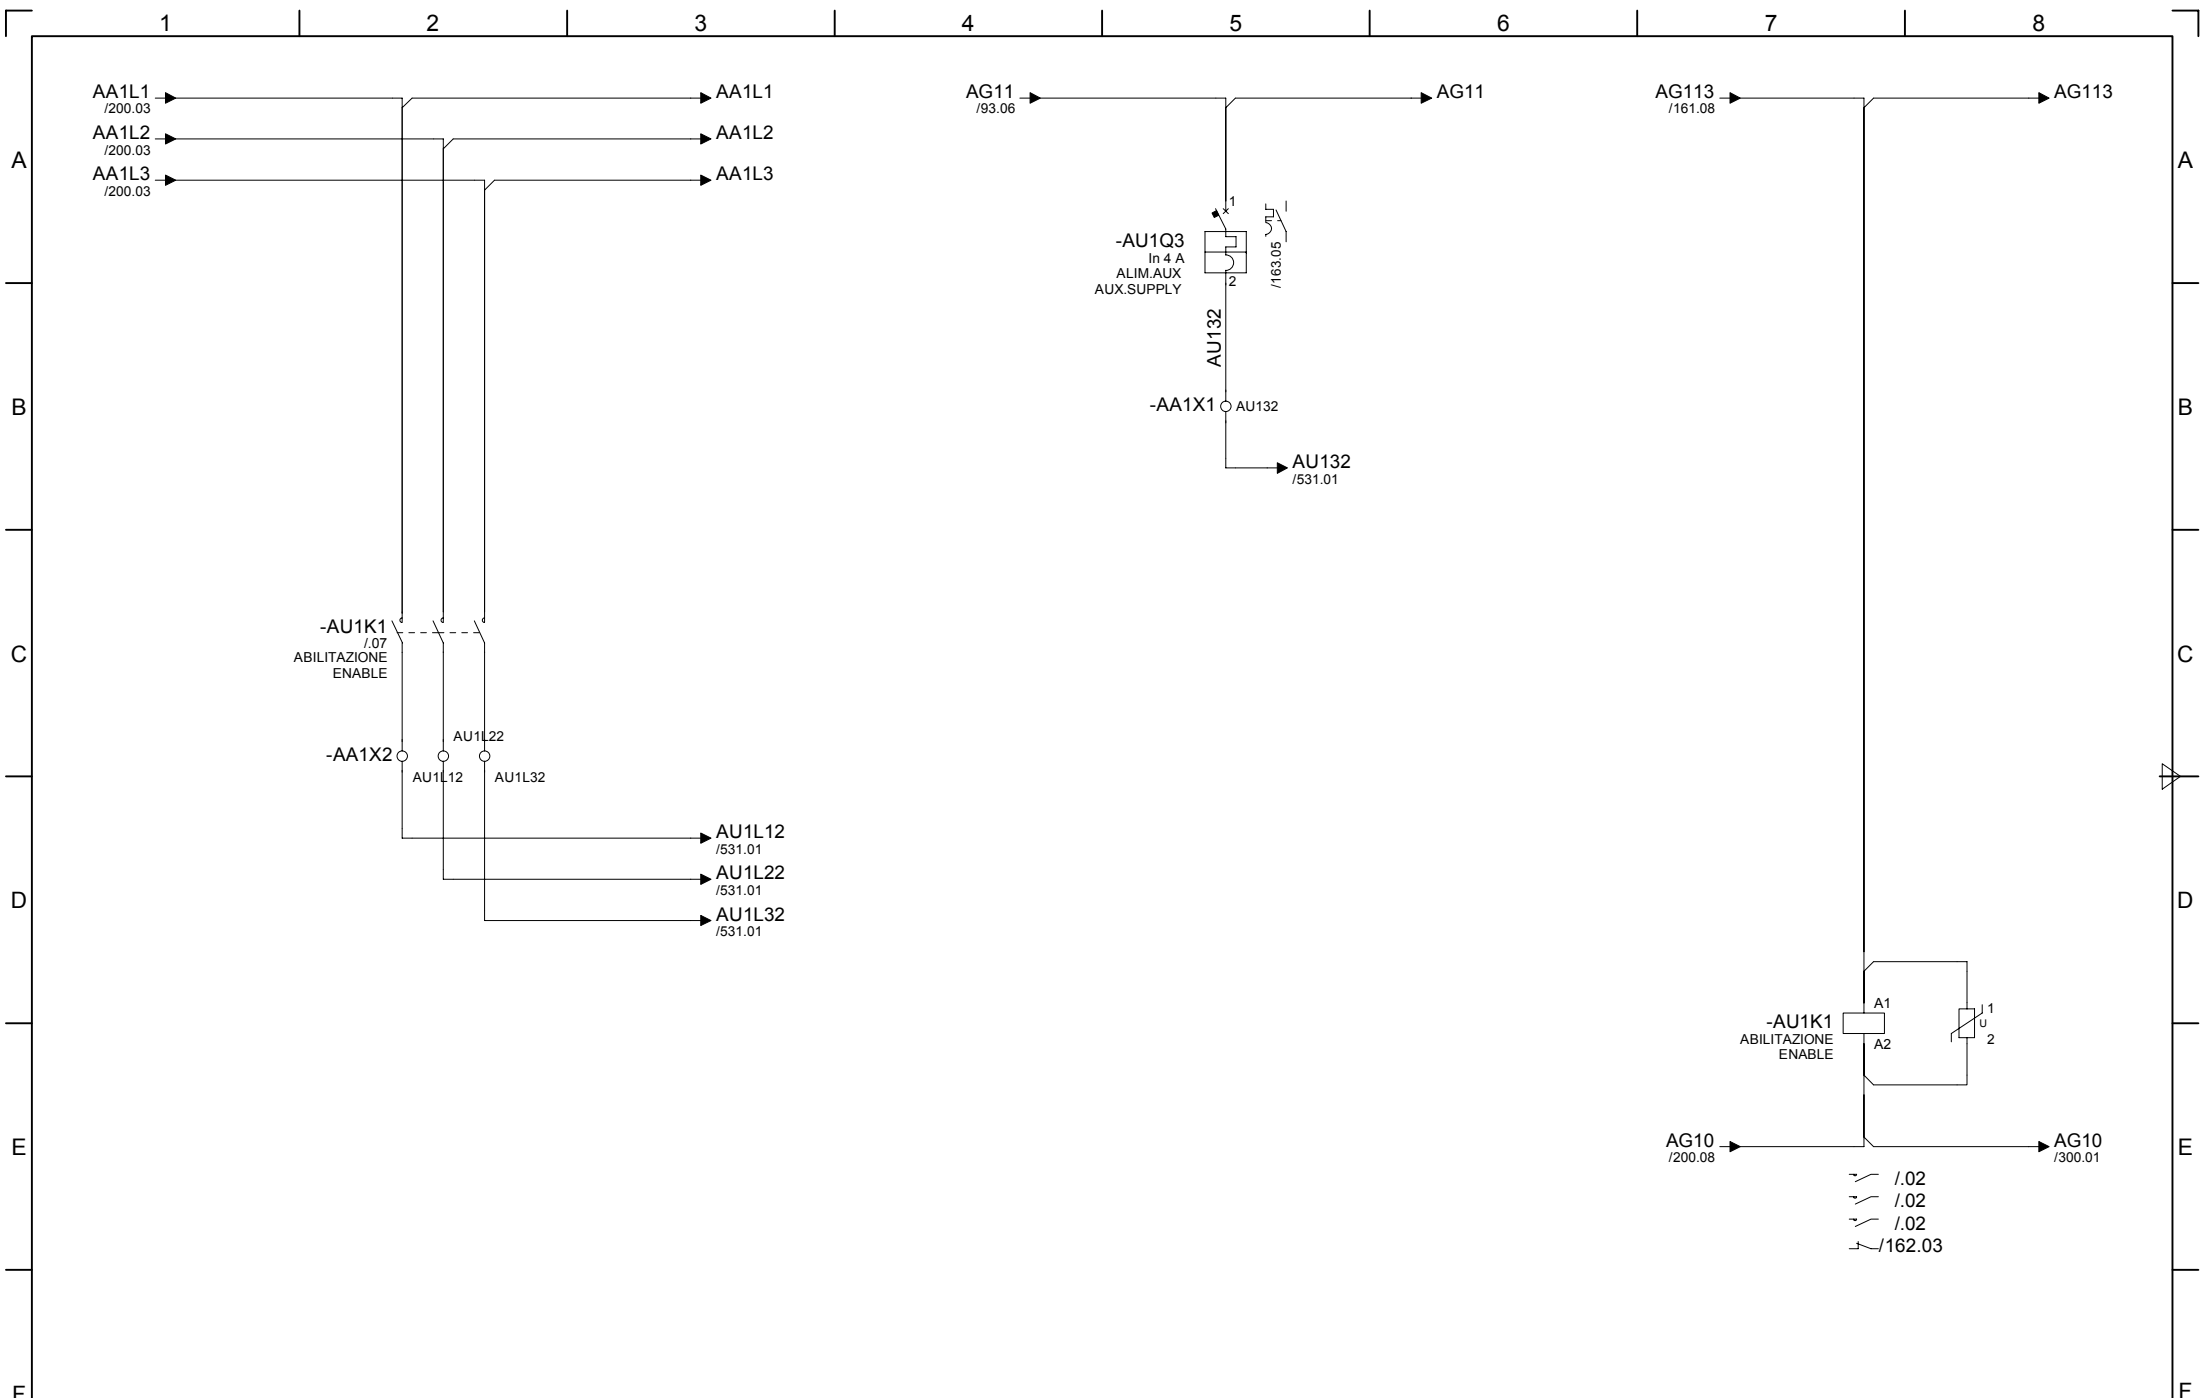 1 2 3 4 5 6 7 8
AA1L1
/200.03
AA1L1
AA1L2
/200.03
AA1L2
AA1L3
/200.03
AA1L3
AG11
/93.06
AG11
AG113
/161.08
AG113
A
A
1
-AU1Q3
In 4 A
ALIM.AUX
AUX.SUPPLY
2
/163.05
AU132
B
-AA1X1
AU132
B
AU132
/531.01
-AU1K1
/.07
ABILITAZIONE
ENABLE
C
C
AU1L22
-AA1X2
AU1L12
AU1L32
AU1L12
/531.01
AU1L22
/531.01
AU1L32
/531.01
D
D
A1
-AU1K1
ABILITAZIONE
ENABLE
A2
1
U
2
E
AG10
/200.08
AG10
/300.01
E
/.02
/.02
/.02
/162.03
F
F